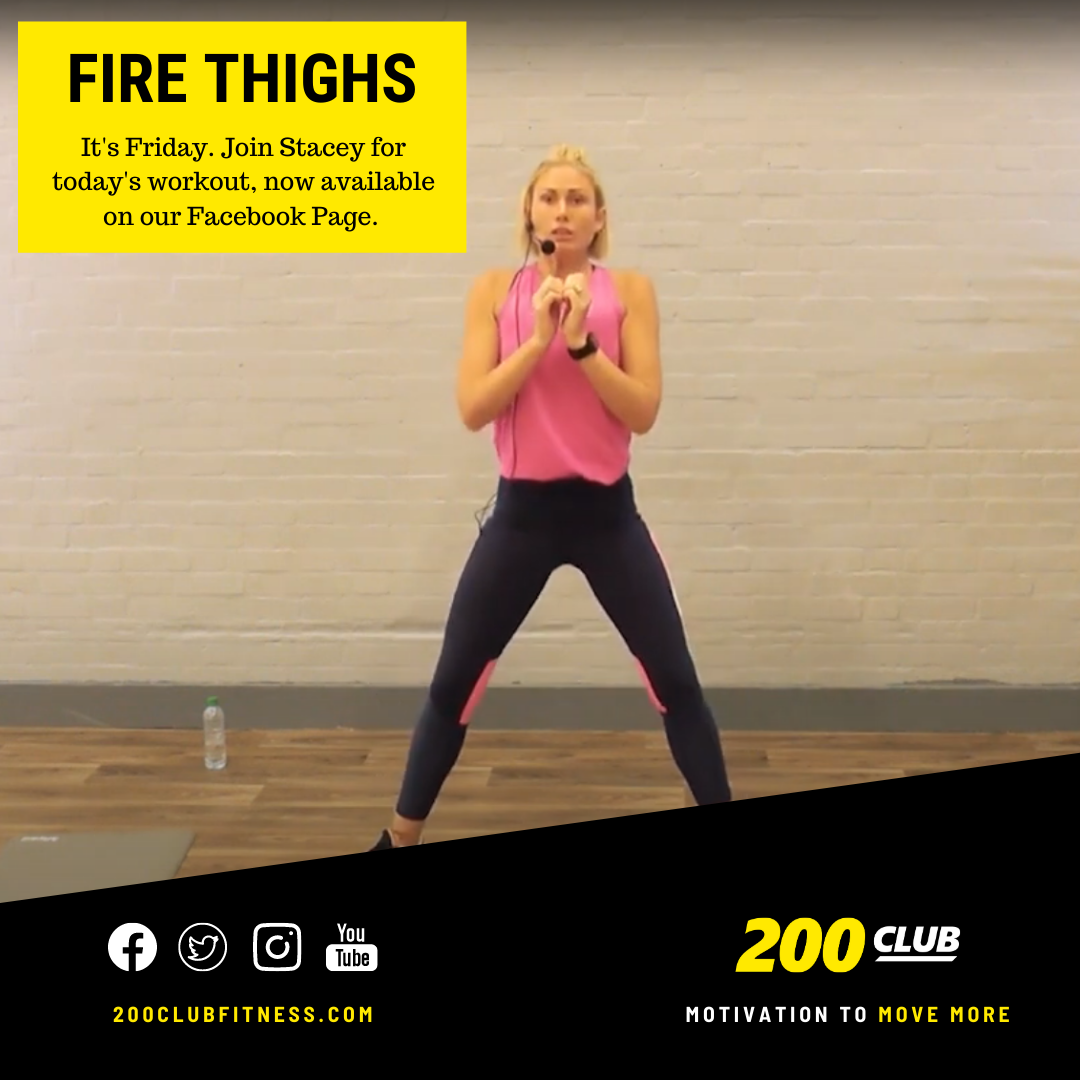 FIRE THIGHS
It's Friday. Join Stacey for
today's workout, now available
on our Facebook Page.
You
Tube
200 CLUB
200CLUBFITNESS.COM
MOTIVATION TO MOVE MORE